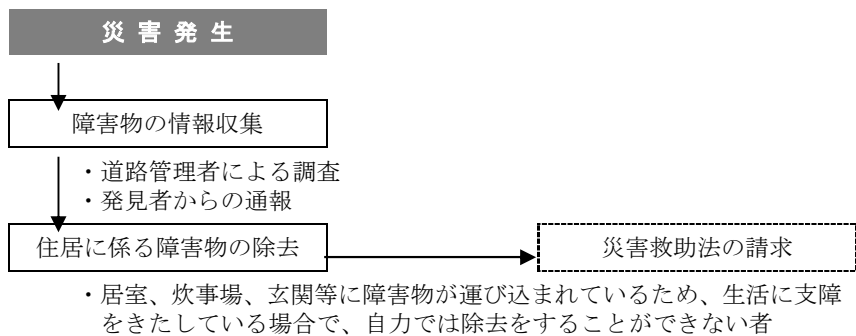 災 害 発 生
障害物の情報収集
・道路管理者による調査
・発見者からの通報
住居に係る障害物の除去
災害救助法の請求
・居室、炊事場、玄関等に障害物が運び込まれているため、生活に支障
をきたしている場合で、自力では除去をすることができない者